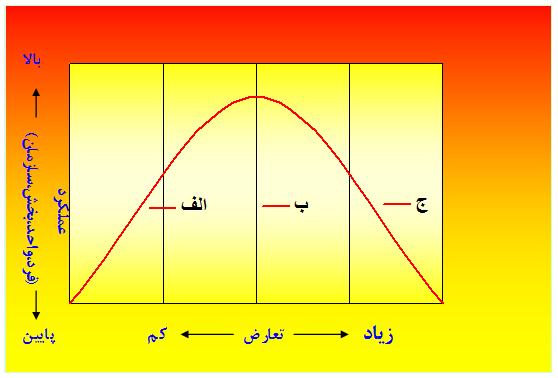 بالا
عملکرد
(فرد،واحد،بخش،سازمان)
پایین
الف
ب
ج
زیاد
تعارض
کم